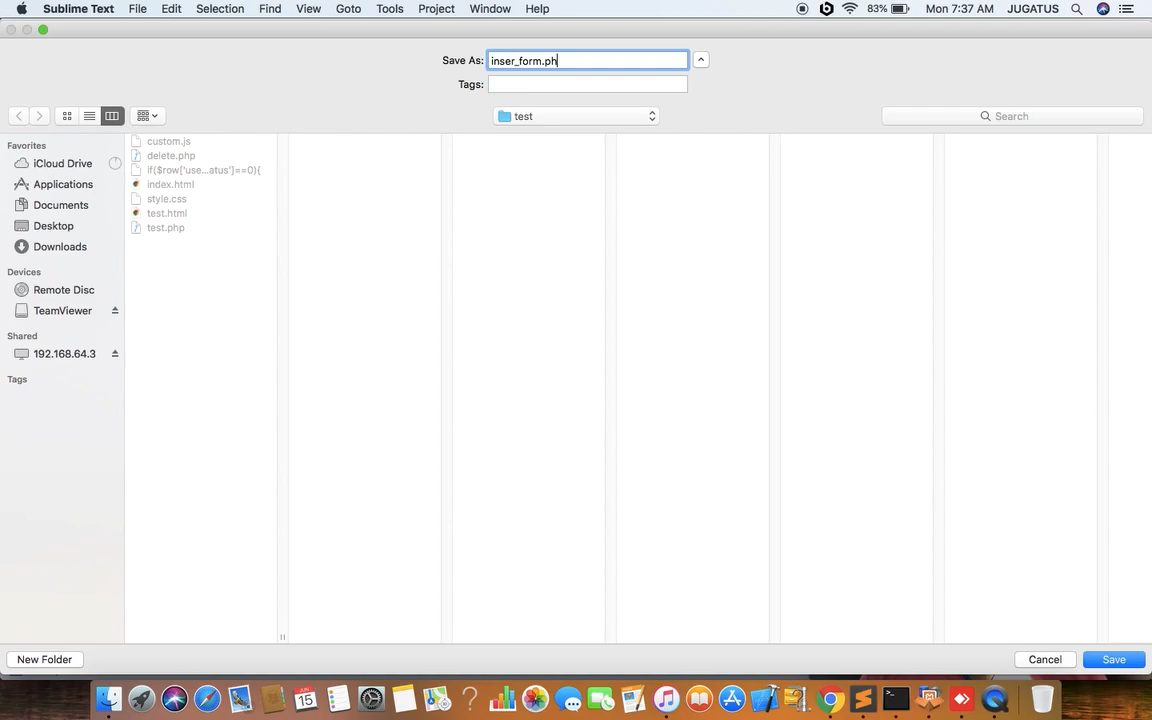 Sublime Text File Edit Selection Find View Goto Tools Project Window Help 83% Mon 7:37 AM JUGATUS
Save As: inser_form.ph
Tags:
test Search
Favorites
iCloud Drive
Applications
Documents
Desktop
Downloads
Devices
Remote Disc
TeamViewer
Shared
192.168.64.3
Tags
custom.js
delete.php
if($row['use...atus']==0){
index.html
style.css
test.html
test.php
New Folder Cancel Save
15